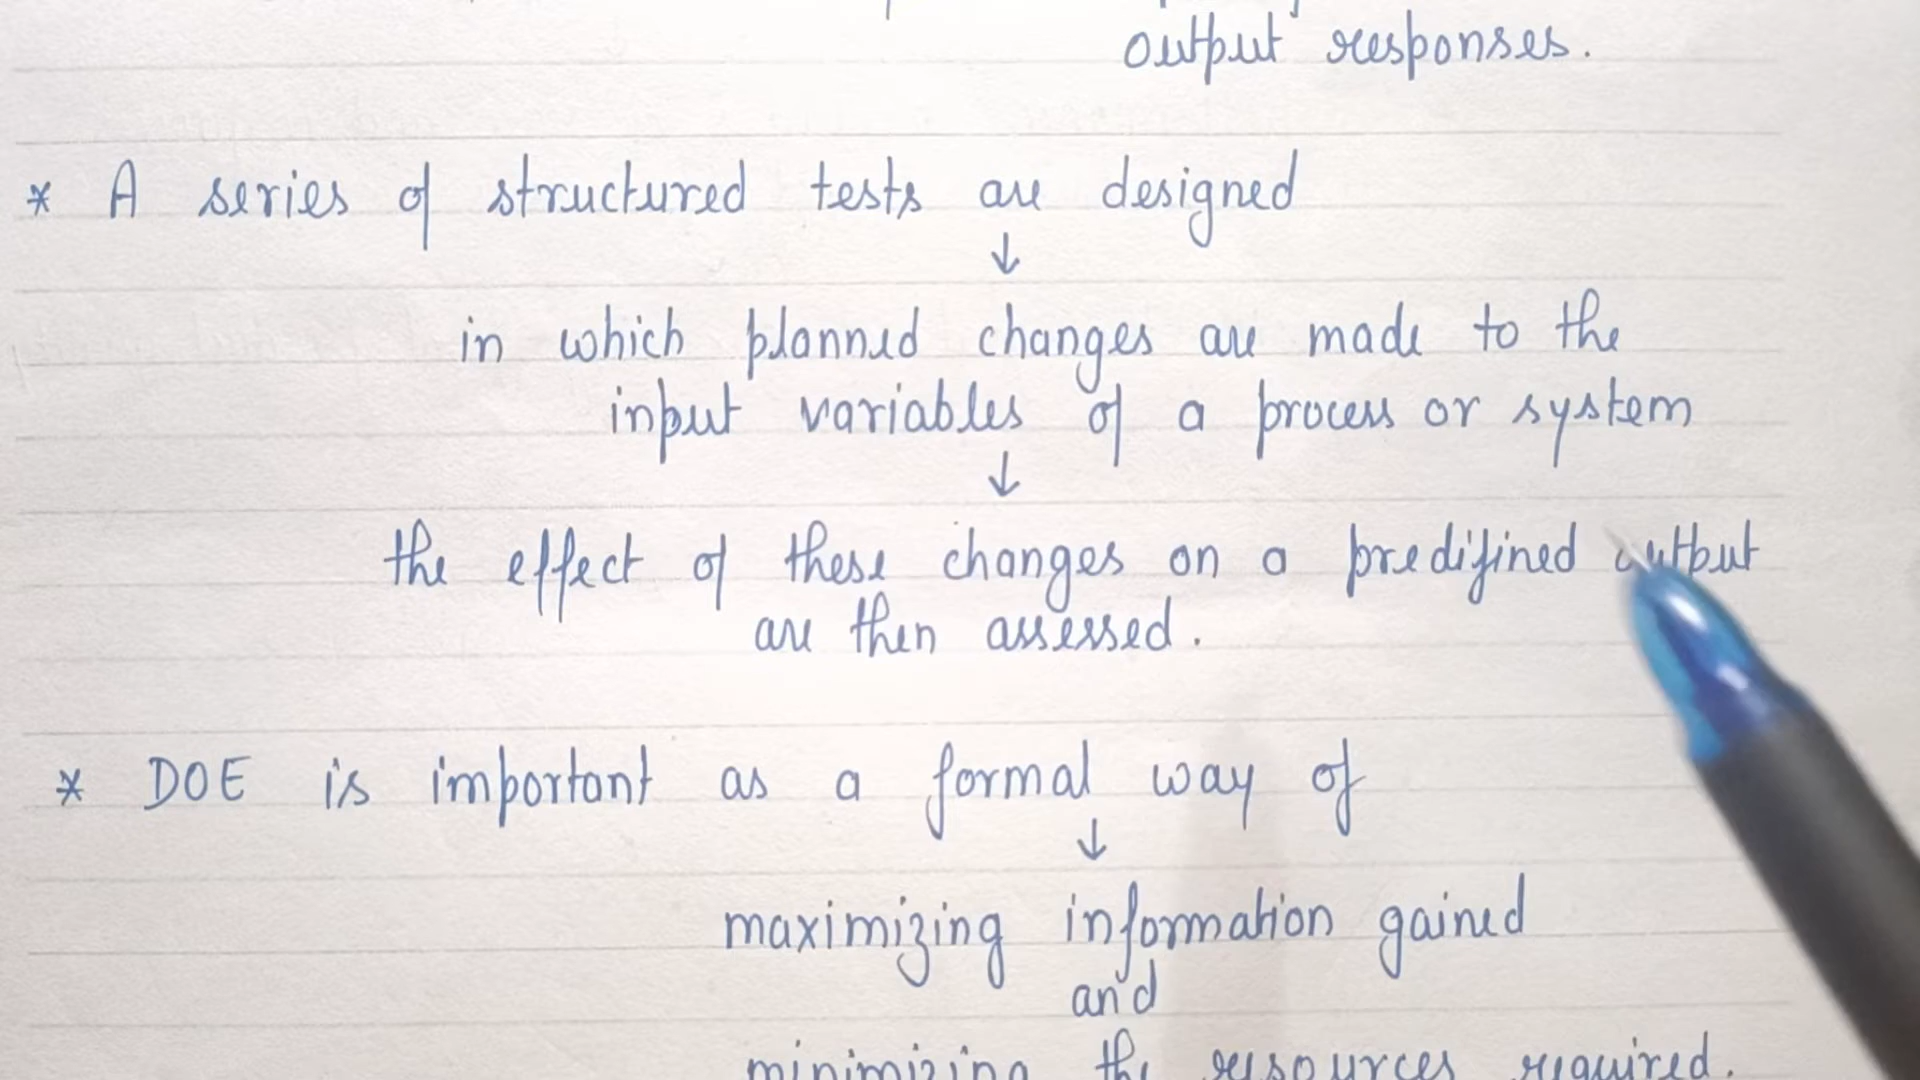 output responses.
* A series of structured tests are designed
↓
in which planned changes are made to the
input variables of a process or system
↓
the effect of these changes on a predifined output
are then assessed.
* DOE is important as a formal way of
↓
maximizing information gained
and
minimizing the resources required.